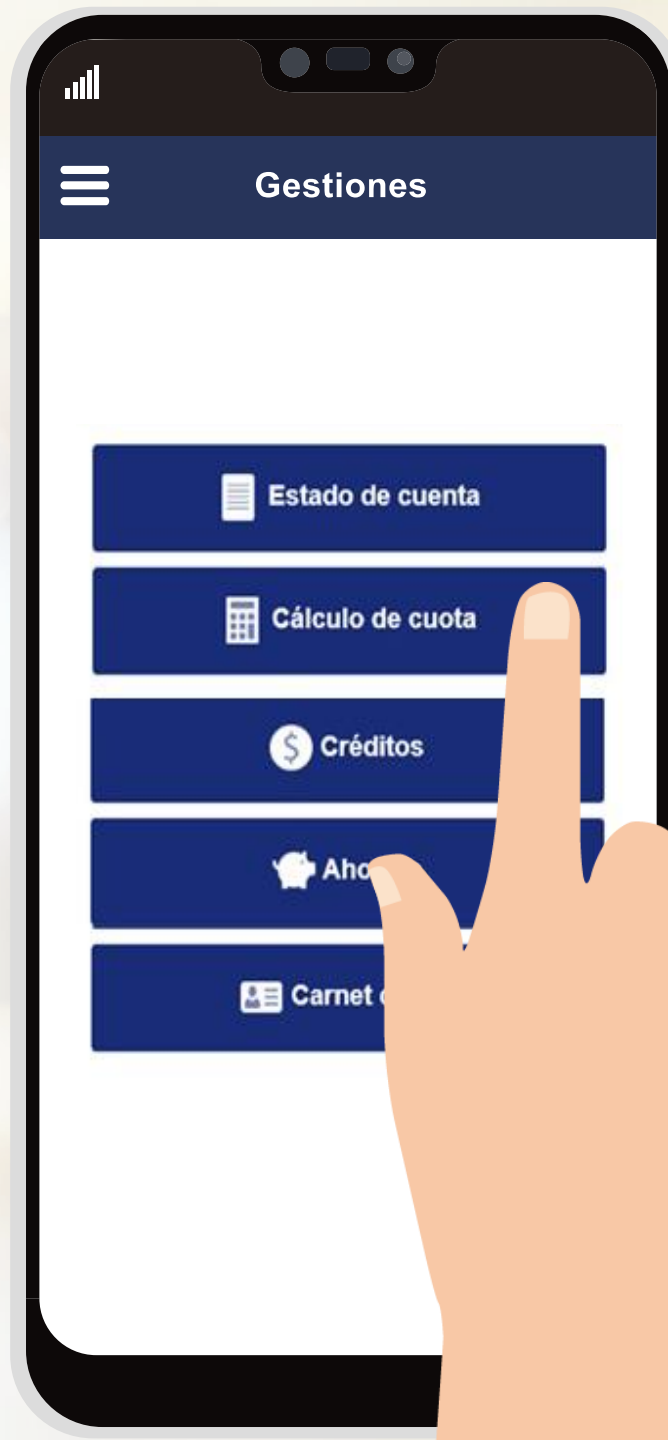 Gestiones
Estado de cuenta
Cálculo de cuota
Créditos
Carnet